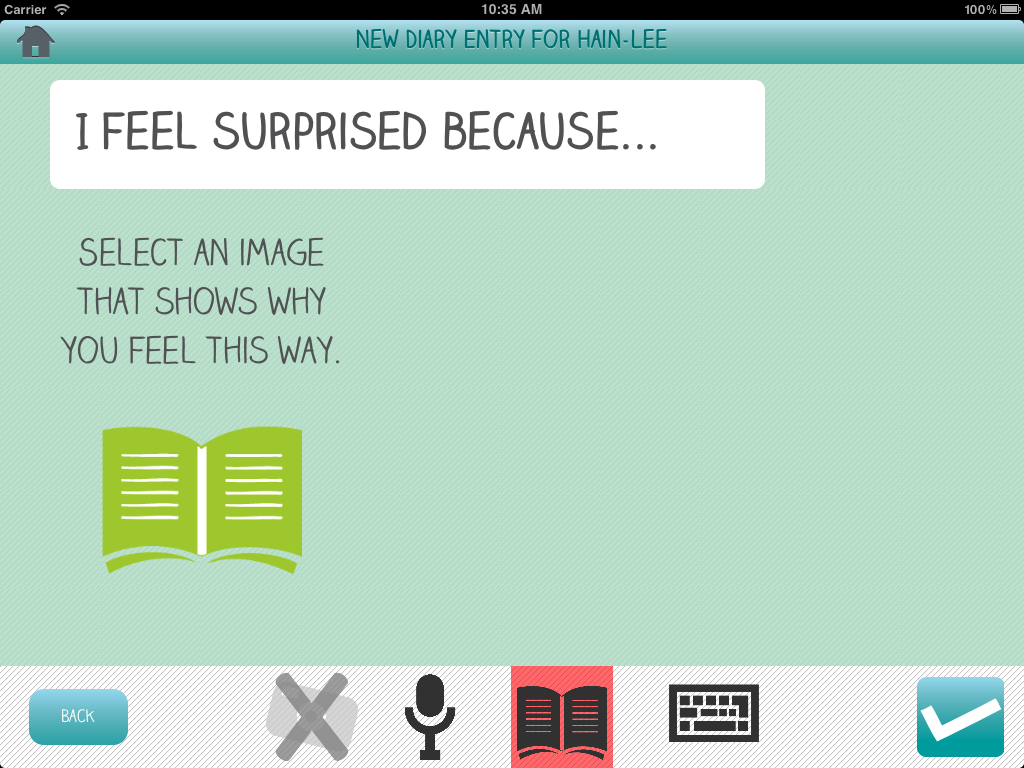 Carrier 10:35 AM 100%
NEW DIARY ENTRY FOR HAIN-LEE
I FEEL SURPRISED BECAUSE...
SELECT AN IMAGE
THAT SHOWS WHY
YOU FEEL THIS WAY.
BACK